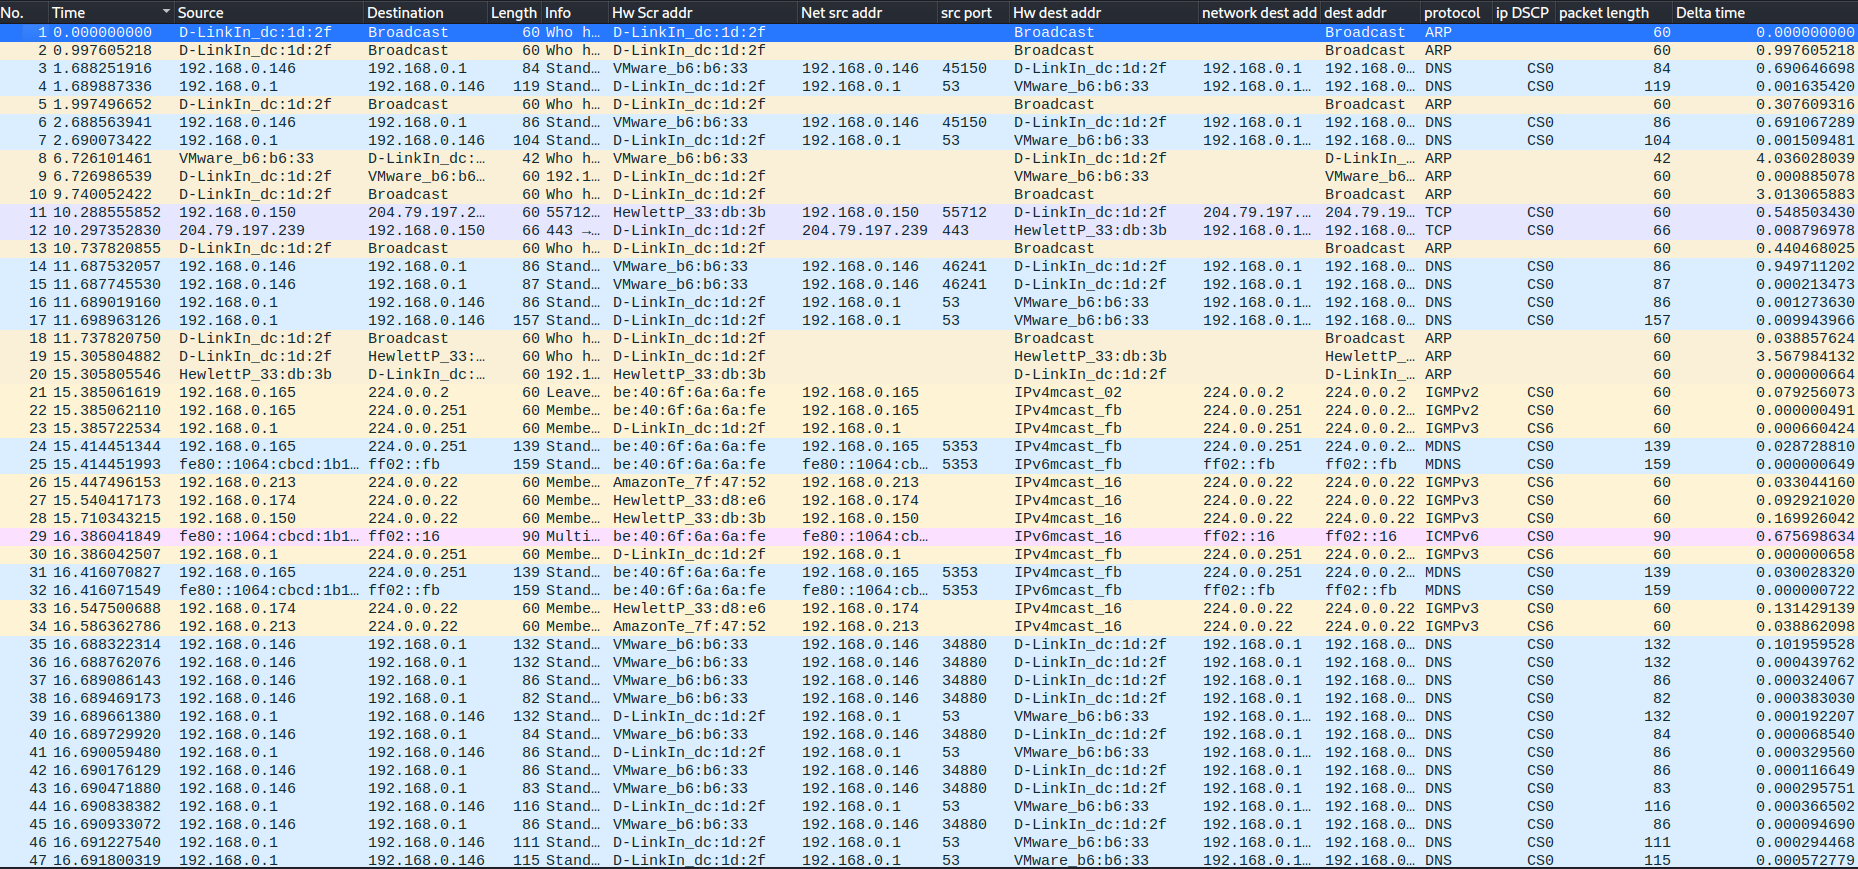 No. Time Source Destination Length Info Hw Scr addr Net src addr src port Hw dest addr network dest add dest addr protocol ip DSCP packet length Delta time
1 0.000000000 D-LinkIn_dc:1d:2f Broadcast 60 Who h… D-LinkIn_dc:1d:2f Broadcast Broadcast ARP 60 0.000000000
2 0.997605218 D-LinkIn_dc:1d:2f Broadcast 60 Who h… D-LinkIn_dc:1d:2f Broadcast Broadcast ARP 60 0.997605218
3 1.688251916 192.168.0.146 192.168.0.1 84 Stand… VMware_b6:b6:33 192.168.0.146 45150 D-LinkIn_dc:1d:2f 192.168.0.1 192.168.0… DNS CS0 84 0.690646698
4 1.689887336 192.168.0.1 192.168.0.146 119 Stand… D-LinkIn_dc:1d:2f 192.168.0.1 53 VMware_b6:b6:33 192.168.0.1… 192.168.0… DNS CS0 119 0.001635420
5 1.997496652 D-LinkIn_dc:1d:2f Broadcast 60 Who h… D-LinkIn_dc:1d:2f Broadcast Broadcast ARP 60 0.307609316
6 2.688563941 192.168.0.146 192.168.0.1 86 Stand… VMware_b6:b6:33 192.168.0.146 45150 D-LinkIn_dc:1d:2f 192.168.0.1 192.168.0… DNS CS0 86 0.691067289
7 2.690073422 192.168.0.1 192.168.0.146 104 Stand… D-LinkIn_dc:1d:2f 192.168.0.1 53 VMware_b6:b6:33 192.168.0.1… 192.168.0… DNS CS0 104 0.001509481
8 6.726101461 VMware_b6:b6:33 D-LinkIn_dc:… 42 Who h… VMware_b6:b6:33 D-LinkIn_dc:1d:2f D-LinkIn_… ARP 42 4.036028039
9 6.726986539 D-LinkIn_dc:1d:2f VMware_b6:b6… 60 192.1… D-LinkIn_dc:1d:2f VMware_b6:b6:33 VMware_b6… ARP 60 0.000885078
10 9.740052422 D-LinkIn_dc:1d:2f Broadcast 60 Who h… D-LinkIn_dc:1d:2f Broadcast Broadcast ARP 60 3.013065883
11 10.288555852 192.168.0.150 204.79.197.2… 60 55712… HewlettP_33:db:3b 192.168.0.150 55712 D-LinkIn_dc:1d:2f 204.79.197.… 204.79.19… TCP CS0 60 0.548503430
12 10.297352830 204.79.197.239 192.168.0.150 66 443 →… D-LinkIn_dc:1d:2f 204.79.197.239 443 HewlettP_33:db:3b 192.168.0.1… 192.168.0… TCP CS0 66 0.008796978
13 10.737820855 D-LinkIn_dc:1d:2f Broadcast 60 Who h… D-LinkIn_dc:1d:2f Broadcast Broadcast ARP 60 0.440468025
14 11.687532057 192.168.0.146 192.168.0.1 86 Stand… VMware_b6:b6:33 192.168.0.146 46241 D-LinkIn_dc:1d:2f 192.168.0.1 192.168.0… DNS CS0 86 0.949711202
15 11.687745530 192.168.0.146 192.168.0.1 87 Stand… VMware_b6:b6:33 192.168.0.146 46241 D-LinkIn_dc:1d:2f 192.168.0.1 192.168.0… DNS CS0 87 0.000213473
16 11.689019160 192.168.0.1 192.168.0.146 86 Stand… D-LinkIn_dc:1d:2f 192.168.0.1 53 VMware_b6:b6:33 192.168.0.1… 192.168.0… DNS CS0 86 0.001273630
17 11.698963126 192.168.0.1 192.168.0.146 157 Stand… D-LinkIn_dc:1d:2f 192.168.0.1 53 VMware_b6:b6:33 192.168.0.1… 192.168.0… DNS CS0 157 0.009943966
18 11.737820750 D-LinkIn_dc:1d:2f Broadcast 60 Who h… D-LinkIn_dc:1d:2f Broadcast Broadcast ARP 60 0.038857624
19 15.305804882 D-LinkIn_dc:1d:2f HewlettP_33:… 60 Who h… D-LinkIn_dc:1d:2f HewlettP_33:db:3b HewlettP_… ARP 60 3.567984132
20 15.305805546 HewlettP_33:db:3b D-LinkIn_dc:… 60 192.1… HewlettP_33:db:3b D-LinkIn_dc:1d:2f D-LinkIn_… ARP 60 0.000000664
21 15.385061619 192.168.0.165 224.0.0.2 60 Leave… be:40:6f:6a:6a:fe 192.168.0.165 IPv4mcast_02 224.0.0.2 224.0.0.2 IGMPv2 CS0 60 0.079256073
22 15.385062110 192.168.0.165 224.0.0.251 60 Membe… be:40:6f:6a:6a:fe 192.168.0.165 IPv4mcast_fb 224.0.0.251 224.0.0.2… IGMPv2 CS0 60 0.000000491
23 15.385722534 192.168.0.1 224.0.0.251 60 Membe… D-LinkIn_dc:1d:2f 192.168.0.1 IPv4mcast_fb 224.0.0.251 224.0.0.2… IGMPv3 CS6 60 0.000660424
24 15.414451344 192.168.0.165 224.0.0.251 139 Stand… be:40:6f:6a:6a:fe 192.168.0.165 5353 IPv4mcast_fb 224.0.0.251 224.0.0.2… MDNS CS0 139 0.028728810
25 15.414451993 fe80::1064:cbcd:1b1… ff02::fb 159 Stand… be:40:6f:6a:6a:fe fe80::1064:cb… 5353 IPv6mcast_fb ff02::fb ff02::fb MDNS CS0 159 0.000000649
26 15.447496153 192.168.0.213 224.0.0.22 60 Membe… AmazonTe_7f:47:52 192.168.0.213 IPv4mcast_16 224.0.0.22 224.0.0.22 IGMPv3 CS6 60 0.033044160
27 15.540417173 192.168.0.174 224.0.0.22 60 Membe… HewlettP_33:d8:e6 192.168.0.174 IPv4mcast_16 224.0.0.22 224.0.0.22 IGMPv3 CS0 60 0.092921020
28 15.710343215 192.168.0.150 224.0.0.22 60 Membe… HewlettP_33:db:3b 192.168.0.150 IPv4mcast_16 224.0.0.22 224.0.0.22 IGMPv3 CS0 60 0.169926042
29 16.386041849 fe80::1064:cbcd:1b1… ff02::16 90 Multi… be:40:6f:6a:6a:fe fe80::1064:cb… IPv6mcast_16 ff02::16 ff02::16 ICMPv6 CS0 90 0.675698634
30 16.386042507 192.168.0.1 224.0.0.251 60 Membe… D-LinkIn_dc:1d:2f 192.168.0.1 IPv4mcast_fb 224.0.0.251 224.0.0.2… IGMPv3 CS6 60 0.000000658
31 16.416070827 192.168.0.165 224.0.0.251 139 Stand… be:40:6f:6a:6a:fe 192.168.0.165 5353 IPv4mcast_fb 224.0.0.251 224.0.0.2… MDNS CS0 139 0.030028320
32 16.416071549 fe80::1064:cbcd:1b1… ff02::fb 159 Stand… be:40:6f:6a:6a:fe fe80::1064:cb… 5353 IPv6mcast_fb ff02::fb ff02::fb MDNS CS0 159 0.000000722
33 16.547500688 192.168.0.174 224.0.0.22 60 Membe… HewlettP_33:d8:e6 192.168.0.174 IPv4mcast_16 224.0.0.22 224.0.0.22 IGMPv3 CS0 60 0.131429139
34 16.586362786 192.168.0.213 224.0.0.22 60 Membe… AmazonTe_7f:47:52 192.168.0.213 IPv4mcast_16 224.0.0.22 224.0.0.22 IGMPv3 CS6 60 0.038862098
35 16.688322314 192.168.0.146 192.168.0.1 132 Stand… VMware_b6:b6:33 192.168.0.146 34880 D-LinkIn_dc:1d:2f 192.168.0.1 192.168.0… DNS CS0 132 0.101959528
36 16.688762076 192.168.0.146 192.168.0.1 132 Stand… VMware_b6:b6:33 192.168.0.146 34880 D-LinkIn_dc:1d:2f 192.168.0.1 192.168.0… DNS CS0 132 0.000439762
37 16.689086143 192.168.0.146 192.168.0.1 86 Stand… VMware_b6:b6:33 192.168.0.146 34880 D-LinkIn_dc:1d:2f 192.168.0.1 192.168.0… DNS CS0 86 0.000324067
38 16.689469173 192.168.0.146 192.168.0.1 82 Stand… VMware_b6:b6:33 192.168.0.146 34880 D-LinkIn_dc:1d:2f 192.168.0.1 192.168.0… DNS CS0 82 0.000383030
39 16.689661380 192.168.0.1 192.168.0.146 132 Stand… D-LinkIn_dc:1d:2f 192.168.0.1 53 VMware_b6:b6:33 192.168.0.1… 192.168.0… DNS CS0 132 0.000192207
40 16.689729920 192.168.0.146 192.168.0.1 84 Stand… VMware_b6:b6:33 192.168.0.146 34880 D-LinkIn_dc:1d:2f 192.168.0.1 192.168.0… DNS CS0 84 0.000068540
41 16.690059480 192.168.0.1 192.168.0.146 86 Stand… D-LinkIn_dc:1d:2f 192.168.0.1 53 VMware_b6:b6:33 192.168.0.1… 192.168.0… DNS CS0 86 0.000329560
42 16.690176129 192.168.0.146 192.168.0.1 86 Stand… VMware_b6:b6:33 192.168.0.146 34880 D-LinkIn_dc:1d:2f 192.168.0.1 192.168.0… DNS CS0 86 0.000116649
43 16.690471880 192.168.0.146 192.168.0.1 83 Stand… VMware_b6:b6:33 192.168.0.146 34880 D-LinkIn_dc:1d:2f 192.168.0.1 192.168.0… DNS CS0 83 0.000295751
44 16.690838382 192.168.0.1 192.168.0.146 116 Stand… D-LinkIn_dc:1d:2f 192.168.0.1 53 VMware_b6:b6:33 192.168.0.1… 192.168.0… DNS CS0 116 0.000366502
45 16.690933072 192.168.0.146 192.168.0.1 86 Stand… VMware_b6:b6:33 192.168.0.146 34880 D-LinkIn_dc:1d:2f 192.168.0.1 192.168.0… DNS CS0 86 0.000094690
46 16.691227540 192.168.0.1 192.168.0.146 111 Stand… D-LinkIn_dc:1d:2f 192.168.0.1 53 VMware_b6:b6:33 192.168.0.1… 192.168.0… DNS CS0 111 0.000294468
47 16.691800319 192.168.0.1 192.168.0.146 115 Stand… D-LinkIn_dc:1d:2f 192.168.0.1 53 VMware_b6:b6:33 192.168.0.1… 192.168.0… DNS CS0 115 0.000572779